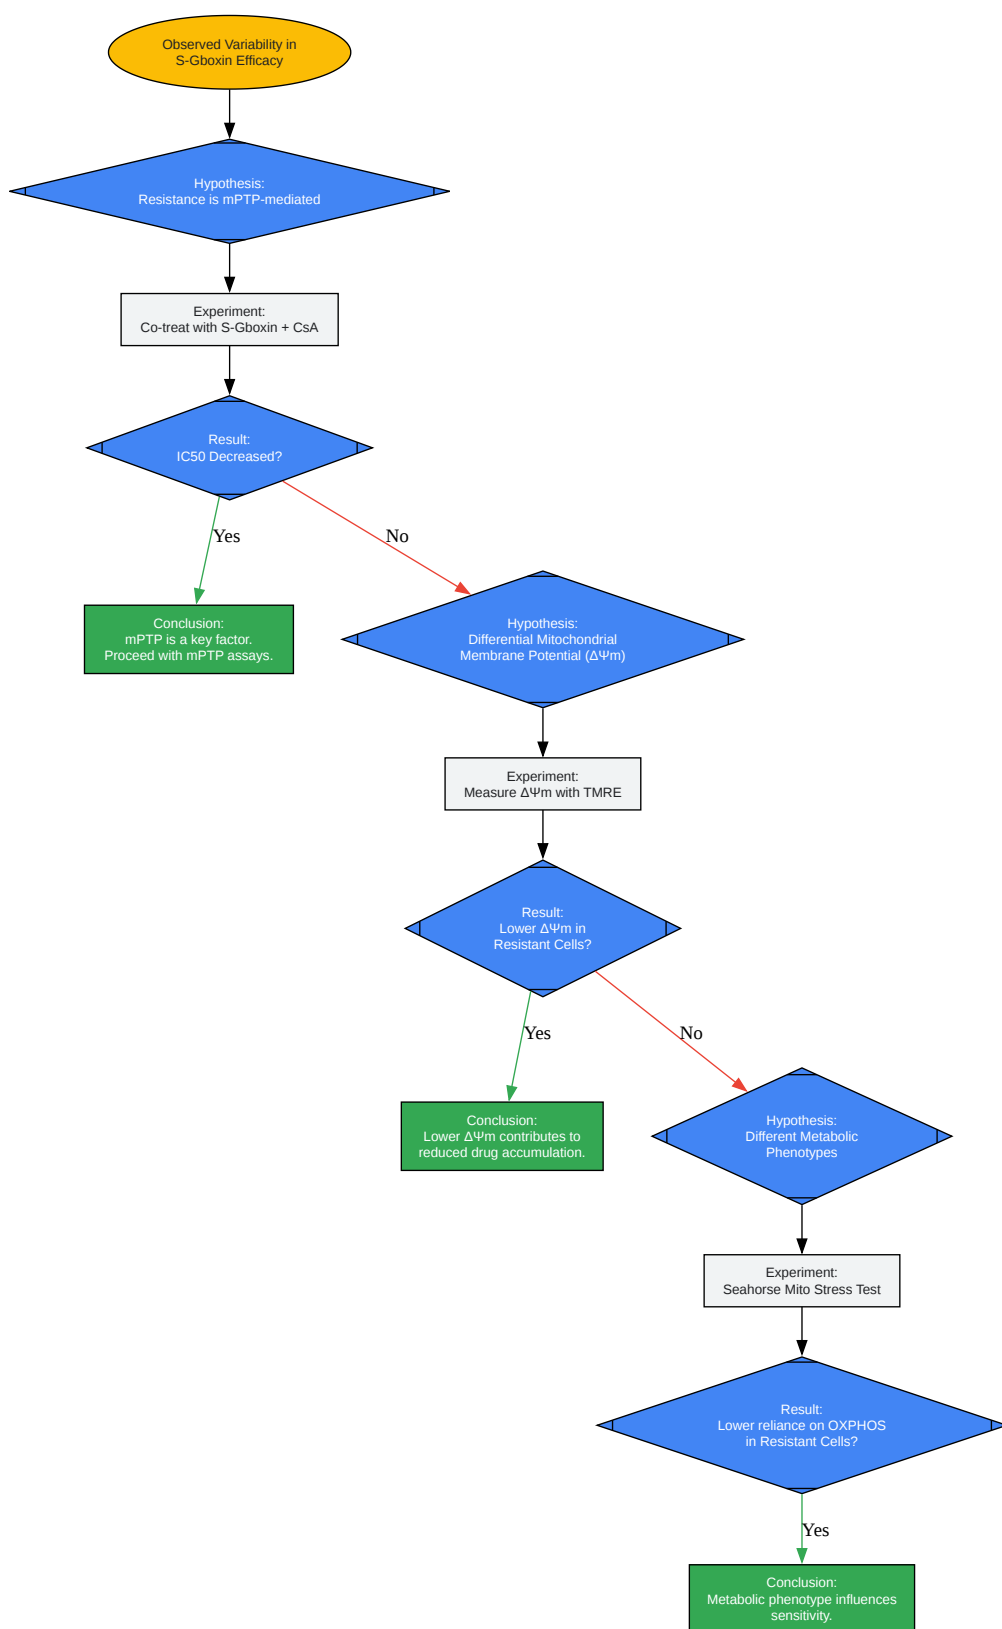 Observed Variability in
S-Gboxin Efficacy
Hypothesis:
Resistance is mPTP-mediated
Experiment:
Co-treat with S-Gboxin + CsA
Result:
IC50 Decreased?
Yes
No
Conclusion:
mPTP is a key factor.
Proceed with mPTP assays.
Hypothesis:
Differential Mitochondrial
Membrane Potential (ΔΨm)
Experiment:
Measure ΔΨm with TMRE
Result:
Lower ΔΨm in
Resistant Cells?
Yes
No
Conclusion:
Lower ΔΨm contributes to
reduced drug accumulation.
Hypothesis:
Different Metabolic
Phenotypes
Experiment:
Seahorse Mito Stress Test
Result:
Lower reliance on OXPHOS
in Resistant Cells?
Yes
Conclusion:
Metabolic phenotype influences
sensitivity.